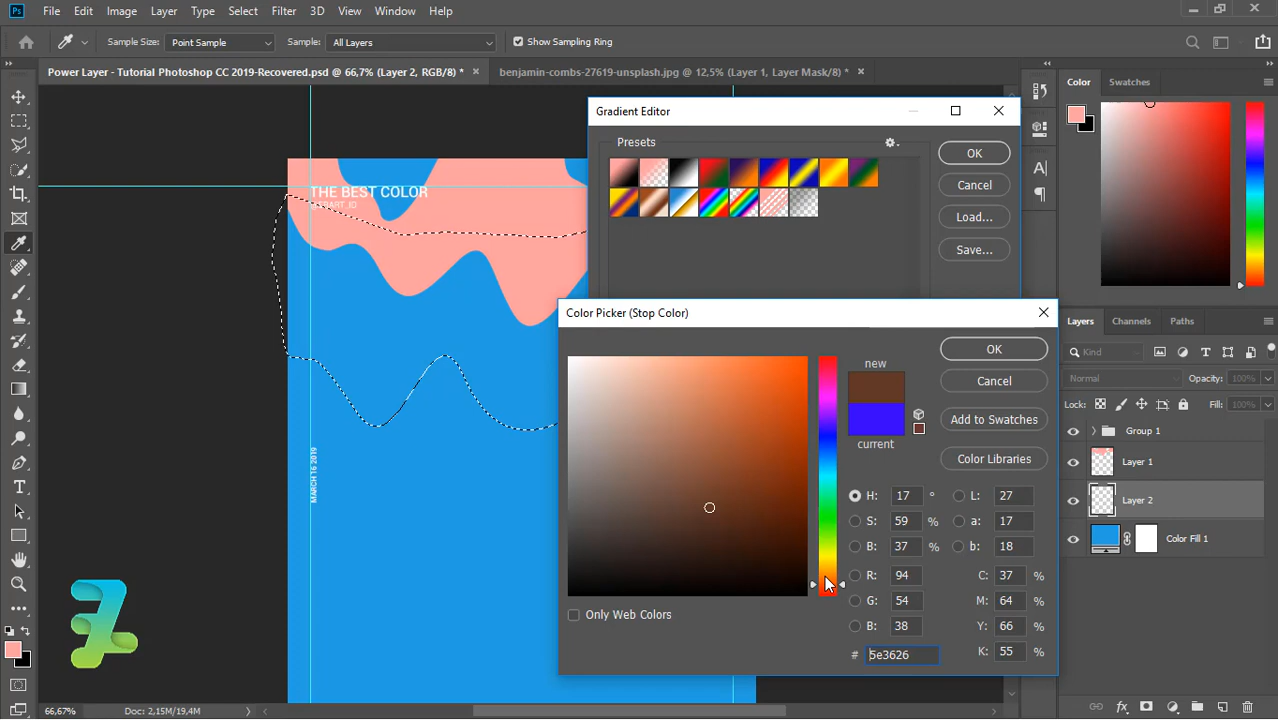 Ps File Edit Image Layer Type Select Filter 3D View Window Help
Sample Size: Point Sample Sample: All Layers Show Sampling Ring
Power Layer - Tutorial Photoshop CC 2019-Recovered.psd @ 66,7% (Layer 2, RGB/8) * × benjamin-combs-27619-unsplash.jpg @ 12,5% (Layer 1, Layer Mask/8) * ×
Color Swatches
Gradient Editor
Presets
OK
Cancel
Load...
Save...
THE BEST COLOR
MARCH 16 2019
Color Picker (Stop Color)
new
current
OK
Cancel
Add to Swatches
Color Libraries
H: 17 ° L: 27
S: 59 % a: 17
B: 37 % b: 18
R: 94 C: 37 %
G: 54 M: 64 %
B: 38 Y: 66 %
# 5e3626 K: 55 %
Only Web Colors
Layers Channels Paths
Kind
Normal Opacity: 100%
Lock: Fill: 100%
Group 1
Layer 1
Layer 2
Color Fill 1
66,67% Doc: 2,15M/19,4M